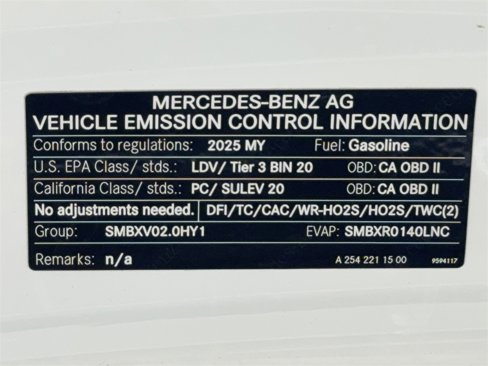 MERCEDES-BENZ AG
VEHICLE EMISSION CONTROL INFORMATION
Conforms to regulations: 2025 MY Fuel: Gasoline
U.S. EPA Class/ stds.: LDV/ Tier 3 BIN 20 OBD: CA OBD II
California Class/ stds.: PC/ SULEV 20 OBD: CA OBD II
No adjustments needed. DFI/TC/CAC/WR-HO2S/HO2S/TWC(2)
Group: SMBXV02.0HY1 EVAP: SMBXR0140LNC
Remarks: n/a A 254 221 15 00 9594117